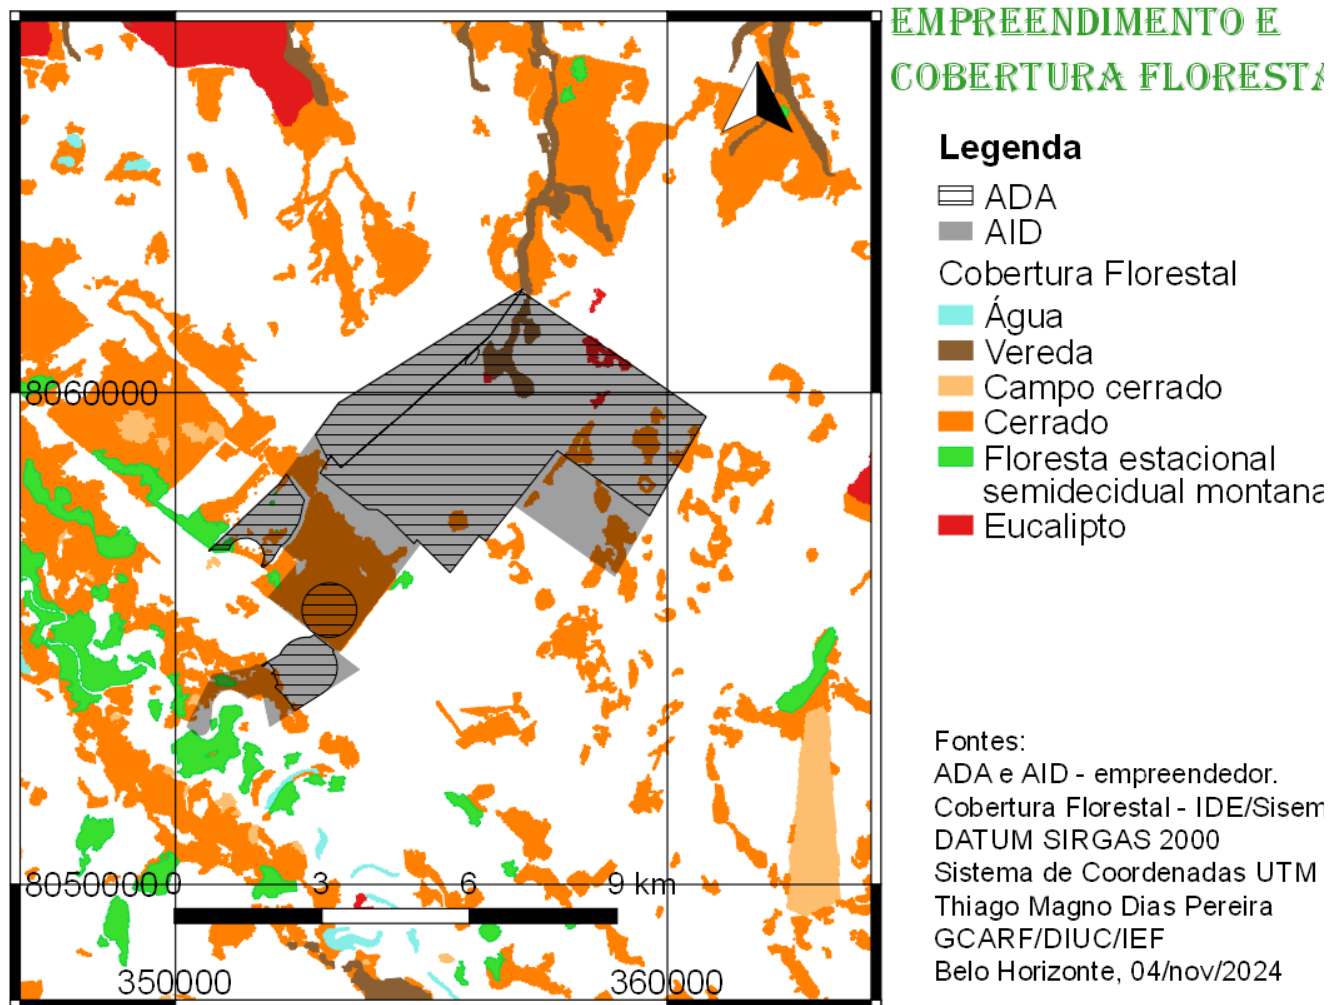 EMPREENDIMENTO E
COBERTURA FLORESTA
Legenda
ADA
AID
Cobertura Florestal
Água
Vereda
Campo cerrado
Cerrado
Floresta estacional
semidecidual montana
Eucalipto
8060000
8050000 0 3 6 9 km
350000 360000
Fontes:
ADA e AID - empreendedor.
Cobertura Florestal - IDE/Sisem
DATUM SIRGAS 2000
Sistema de Coordenadas UTM
Thiago Magno Dias Pereira
GCARF/DIUC/IEF
Belo Horizonte, 04/nov/2024